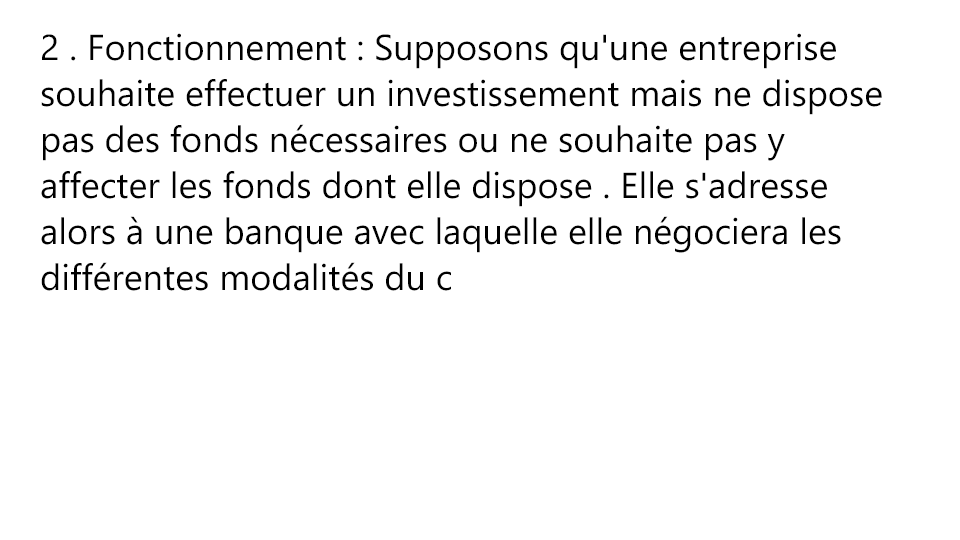 2 . Fonctionnement : Supposons qu'une entreprise
souhaite effectuer un investissement mais ne dispose
pas des fonds nécessaires ou ne souhaite pas y
affecter les fonds dont elle dispose . Elle s'adresse
alors à une banque avec laquelle elle négociera les
différentes modalités du c